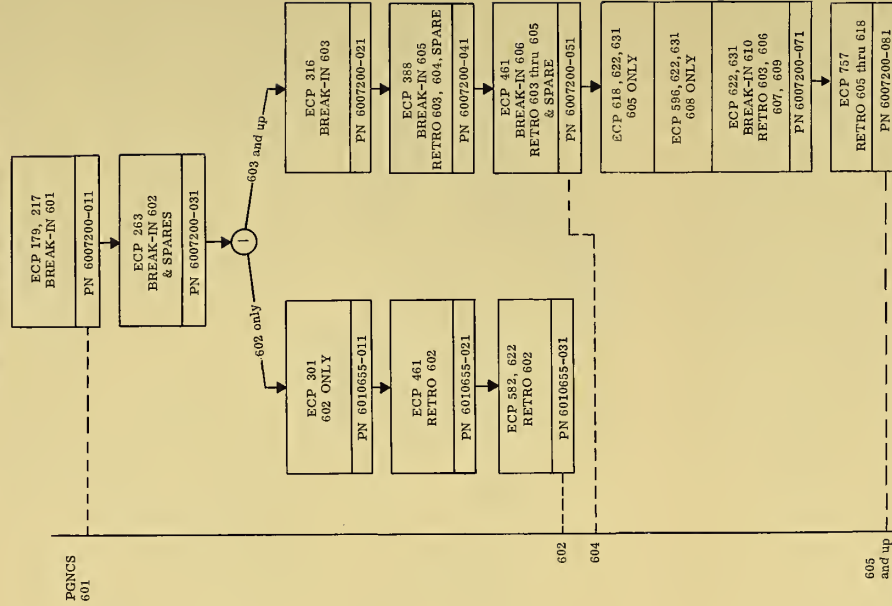 PGNCS
601
ECP 179, 217
BREAK-IN 601
PN 6007200-011
ECP 263
BREAK-IN 602
& SPARES
PN 6007200-031
1
602 only
603 and up
ECP 301
602 ONLY
PN 6010655-011
ECP 461
RETRO 602
PN 6010655-021
ECP 582, 622
RETRO 602
PN 6010655-031
ECP 316
BREAK-IN 603
PN 6007200-021
ECP 388
BREAK-IN 605
RETRO 603, 604, SPARE
PN 6007200-041
ECP 461
BREAK-IN 606
RETRO 603 thru 605
& SPARE
PN 6007200-051
ECP 618, 622, 631
605 ONLY
ECP 596, 622, 631
608 ONLY
ECP 622, 631
BREAK-IN 610
RETRO 603, 606
607, 609
PN 6007200-071
ECP 757
RETRO 605 thru 618
PN 6007200-081
602
604
605
and up